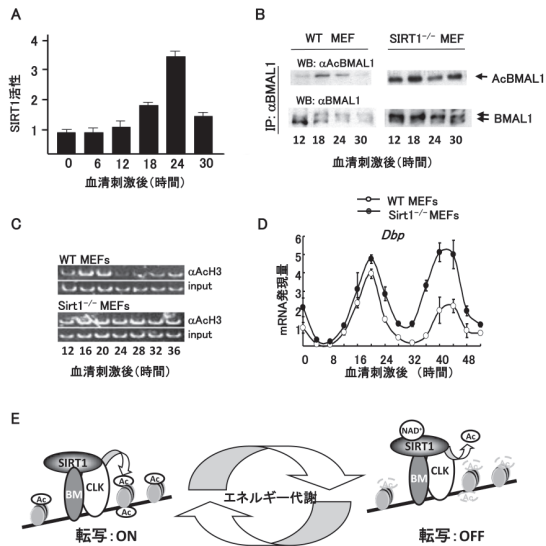 A
SIRT1活性
4
3
2
1
0 6 12 18 24 30
血清刺激後(時間)
B
WT MEF
SIRT1-/- MEF
IP: αBMAL1
WB: αAcBMAL1
AcBMAL1
WB: αBMAL1
BMAL1
12 18 24 30
12 18 24 30
血清刺激後(時間)
C
WT MEFs
αAcH3
input
Sirt1-/- MEFs
αAcH3
input
12 16 20 24 28 32 36
血清刺激後(時間)
WT MEFs
Sirt1-/- MEFs
D
Dbp
mRNA発現量
6
5
4
3
2
1
0 8 16 24 32 40 48
血清刺激後 (時間)
E
SIRT1
BM
CLK
Ac
Ac
Ac
Ac
転写:ON
エネルギー代謝
NAD+
SIRT1
Ac
BM
CLK
転写:OFF